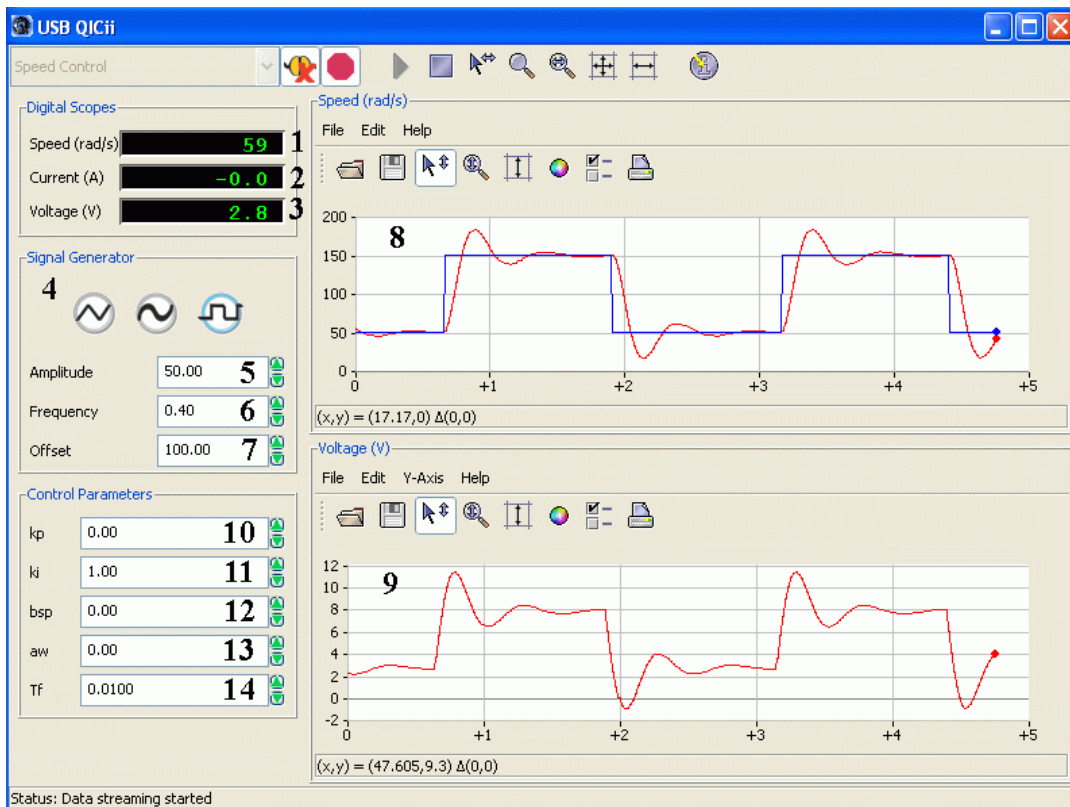 USB QICii
Speed Control
Digital Scopes
Speed (rad/s) 59 1
Current (A) -0.0 2
Voltage (V) 2.8 3
Signal Generator
4
Amplitude 50.00 5
Frequency 0.40 6
Offset 100.00 7
Control Parameters
kp 0.00 10
ki 1.00 11
bsp 0.00 12
aw 0.00 13
Tf 0.0100 14
Speed (rad/s)
File Edit Help
8
200
150
100
50
0
0 +1 +2 +3 +4 +5
(x,y) = (17.17,0) Δ(0,0)
Voltage (V)
File Edit Y-Axis Help
9
12
10
8
6
4
2
0
-2
0 +1 +2 +3 +4 +5
(x,y) = (47.605,9.3) Δ(0,0)
Status: Data streaming started